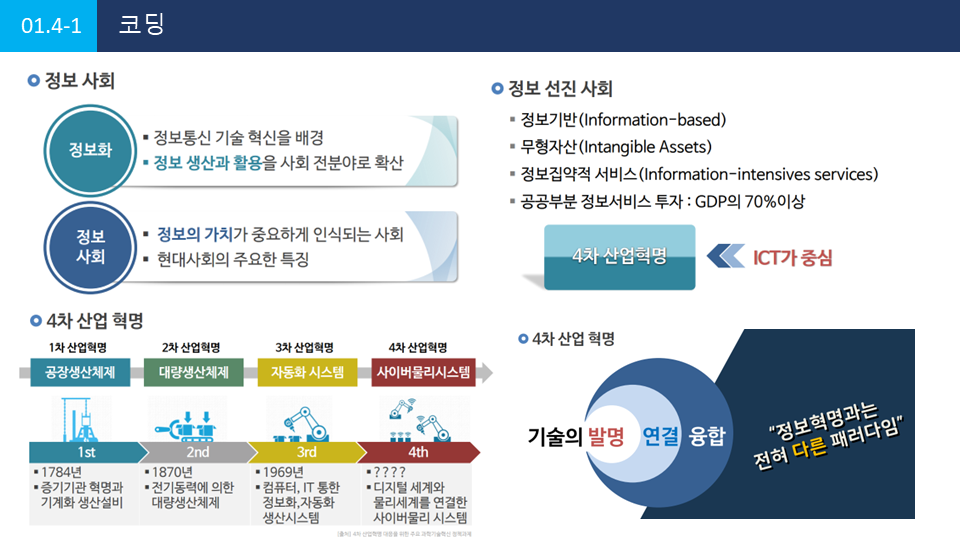 01.4-1 코딩
정보 사회
정보화
▪ 정보통신 기술 혁신을 배경
▪ 정보 생산과 활용을 사회 전분야로 확산
정보
사회
▪ 정보의 가치가 중요하게 인식되는 사회
▪ 현대사회의 주요한 특징
정보 선진 사회
▪ 정보기반(Information-based)
▪ 무형자산(Intangible Assets)
▪ 정보집약적 서비스(Information-intensives services)
▪ 공공부분 정보서비스 투자 : GDP의 70%이상
4차 산업혁명
ICT가 중심
4차 산업 혁명
1차 산업혁명
공장생산체제
1st
▪ 1784년
▪ 증기기관 혁명과
기계화 생산설비
2차 산업혁명
대량생산체제
2nd
▪ 1870년
▪ 전기동력에 의한
대량생산체제
3차 산업혁명
자동화 시스템
3rd
▪ 1969년
▪ 컴퓨터, IT 통한
정보화,자동화
생산시스템
4차 산업혁명
사이버물리시스템
4th
▪ ????
▪ 디지털 세계와
물리세계를 연결한
사이버물리 시스템
4차 산업 혁명
기술의 발명 연결 융합
"정보혁명과는
전혀 다른 패러다임"